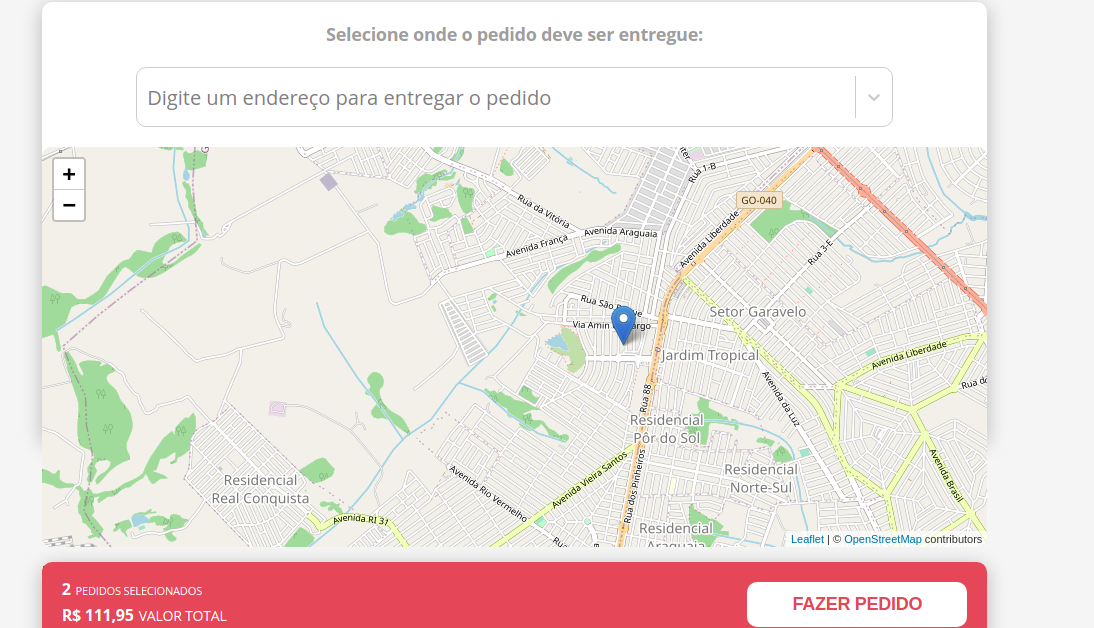 Selecione onde o pedido deve ser entregue:
Digite um endereço para entregar o pedido
+
−
Rua 1-B
GO-040
Rua da Vitória
Avenida França
Avenida Araguaia
Avenida Liberdade
Rua 3-E
Rua São
Via Amin
Setor Garavelo
Jardim Tropical
Avenida Liberdade
Rua 88
Avenida da Luz
Residencial
Pôr do Sol
Residencial
Norte-Sul
Avenida Brasil
Residencial
Real Conquista
Avenida Rio Vermelho
Avenida Vieira Santos
Rua dos Pinheiros
Avenida RI 31
Residencial
Araguaia
Leaflet | © OpenStreetMap contributors
2 PEDIDOS SELECIONADOS
R$ 111,95 VALOR TOTAL
FAZER PEDIDO